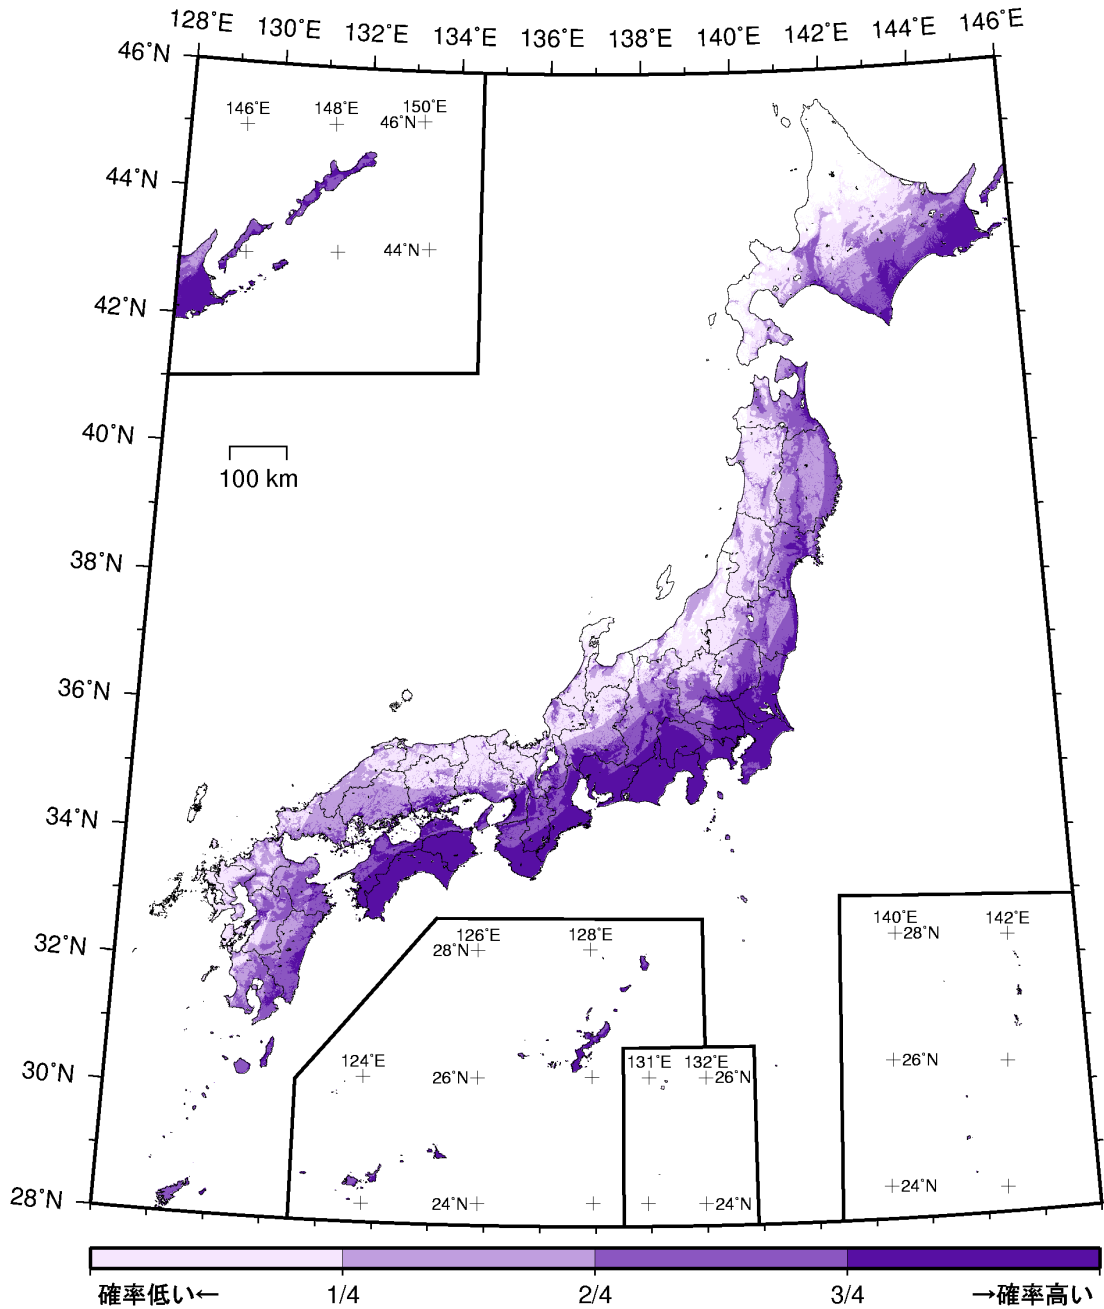 128°E 130°E 132°E 134°E 136°E 138°E 140°E 142°E 144°E 146°E
46°N
146°E 148°E 150°E
46°N
44°N
44°N
42°N
40°N
100 km
38°N
36°N
34°N
32°N
126°E 128°E
28°N
140°E 142°E
28°N
124°E
26°N
131°E 132°E
26°N
26°N
30°N
24°N
24°N
24°N
28°N
確率低い← 1/4 2/4 3/4 →確率高い